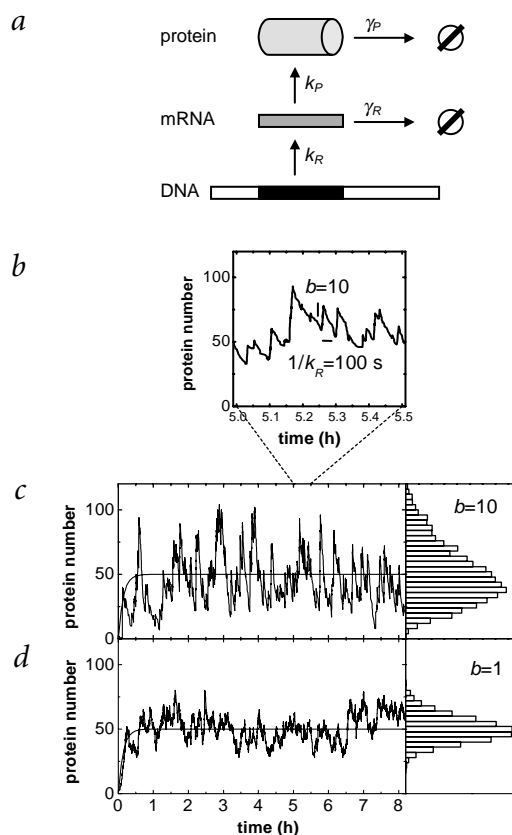 a
protein
γP
kP
mRNA
γR
kR
DNA
b
protein number
100
50
0
b=10
1/kR=100 s
5.0 5.1 5.2 5.3 5.4 5.5
time (h)
c
protein number
100
50
0
b=10
d
protein number
100
50
0
b=1
0 1 2 3 4 5 6 7 8
time (h)